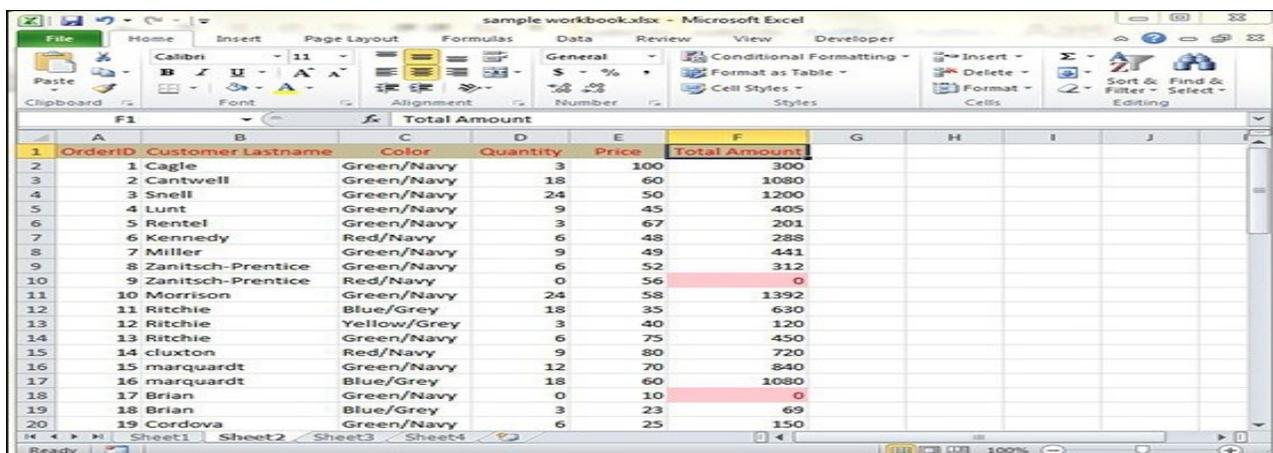 sample workbook.xlsx - Microsoft Excel
File Home Insert Page Layout Formulas Data Review View Developer
Paste
Calibri 11
B I U A A
A
General
$ % ,
Conditional Formatting
Format as Table
Cell Styles
Insert
Delete
Format
Σ
Sort & Filter
Find & Select
Clipboard Font Alignment Number Styles Cells Editing
F1 fx Total Amount
A B C D E F G H I J
1 OrderID Customer Lastname Color Quantity Price Total Amount
2 1 Cagle Green/Navy 3 100 300
3 2 Cantwell Green/Navy 18 60 1080
4 3 Snell Green/Navy 24 50 1200
5 4 Lunt Green/Navy 9 45 405
6 5 Rentel Green/Navy 3 67 201
7 6 Kennedy Red/Navy 6 48 288
8 7 Miller Green/Navy 9 49 441
9 8 Zanitsch-Prentice Green/Navy 6 52 312
10 9 Zanitsch-Prentice Red/Navy 0 56 0
11 10 Morrison Green/Navy 24 58 1392
12 11 Ritchie Blue/Grey 18 35 630
13 12 Ritchie Yellow/Grey 3 40 120
14 13 Ritchie Green/Navy 6 75 450
15 14 cluxton Red/Navy 9 80 720
16 15 marquardt Green/Navy 12 70 840
17 16 marquardt Blue/Grey 18 60 1080
18 17 Brian Green/Navy 0 10 0
19 18 Brian Blue/Grey 3 23 69
20 19 Cordova Green/Navy 6 25 150
Sheet1 Sheet2 Sheet3 Sheet4
Ready 100%